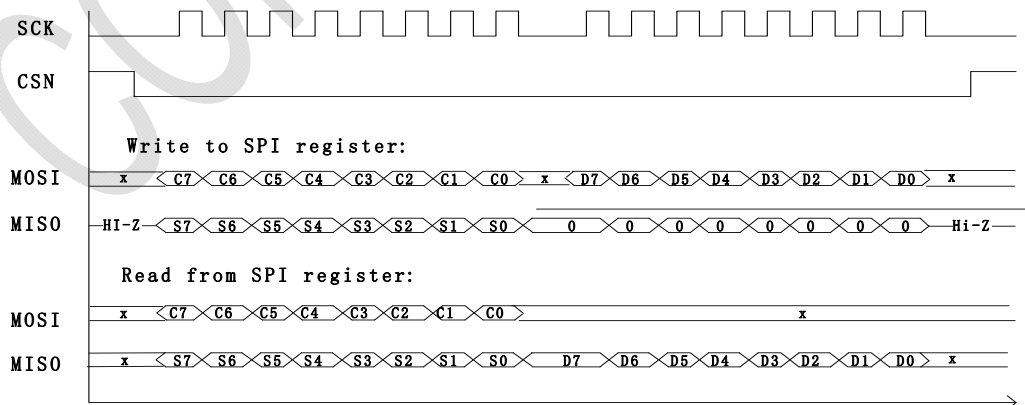 SCK
CSN
Write to SPI register:
MOSI x C7 C6 C5 C4 C3 C2 C1 C0 x D7 D6 D5 D4 D3 D2 D1 D0 x
MISO HI-Z S7 S6 S5 S4 S3 S2 S1 S0 0 0 0 0 0 0 0 0 Hi-Z
Read from SPI register:
MOSI x C7 C6 C5 C4 C3 C2 C1 C0 x
MISO x S7 S6 S5 S4 S3 S2 S1 S0 D7 D6 D5 D4 D3 D2 D1 D0 x